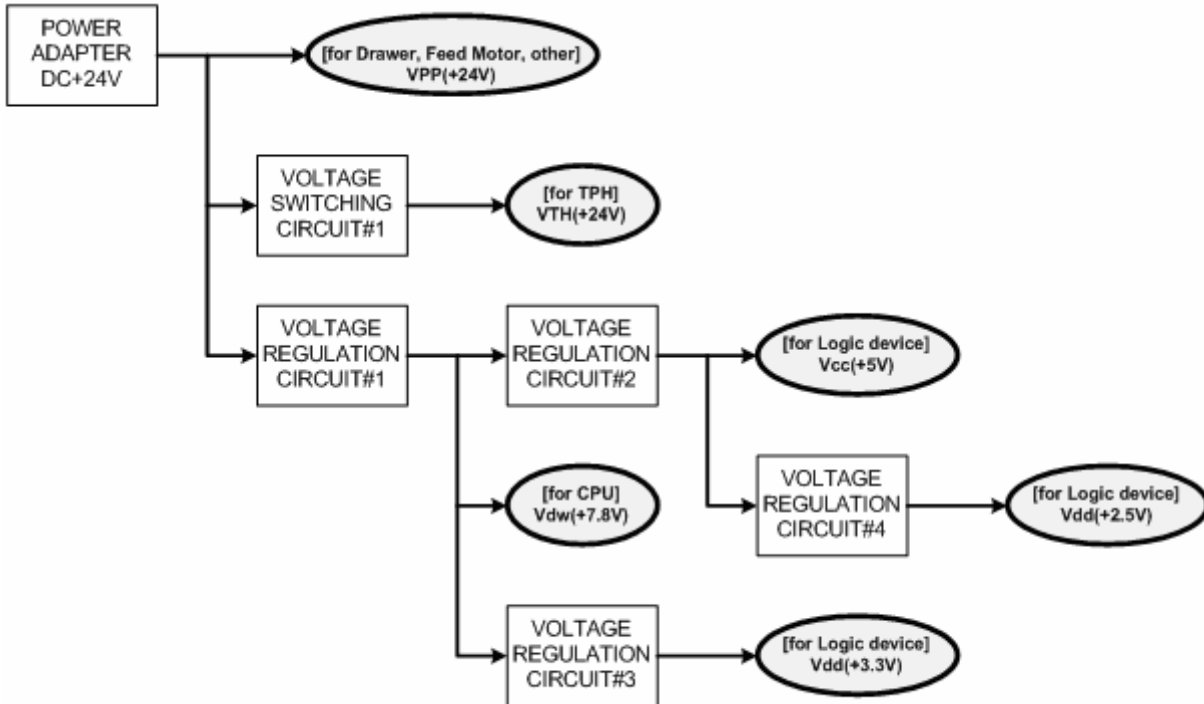 POWER
ADAPTER
DC+24V
[for Drawer, Feed Motor, other]
VPP(+24V)
VOLTAGE
SWITCHING
CIRCUIT#1
[for TPH]
VTH(+24V)
VOLTAGE
REGULATION
CIRCUIT#1
VOLTAGE
REGULATION
CIRCUIT#2
[for Logic device]
Vcc(+5V)
[for CPU]
Vdw(+7.8V)
VOLTAGE
REGULATION
CIRCUIT#4
[for Logic device]
Vdd(+2.5V)
VOLTAGE
REGULATION
CIRCUIT#3
[for Logic device]
Vdd(+3.3V)